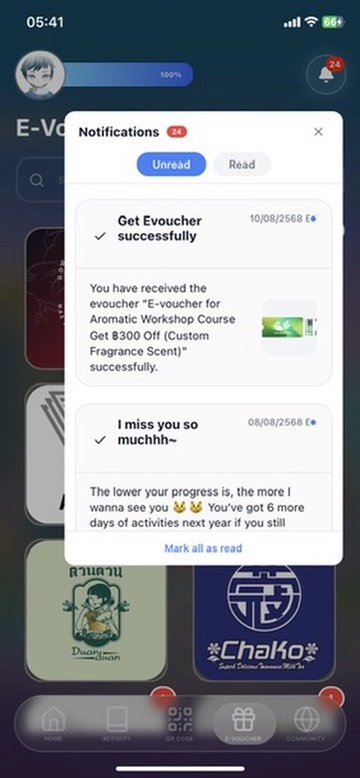 05:41
66
100%
24
E-Vo
Notifications 24
Unread
Read
Get Evoucher
successfully
10/08/2568 E
You have received the
evoucher "E-voucher for
Aromatic Workshop Course
Get ฿300 Off (Custom
Fragrance Scent)"
successfully.
I miss you so
muchhh~
08/08/2568 E
The lower your progress is, the more I
wanna see you 😈😈 You've got 6 more
days of activities next year if you still
Mark all as read
ด้วนด้วน
Duan
duan
ChaKo
Superb Delicious Taiwanese Milk Tea
HOME
ACTIVITY
QR CODE
E-VOUCHER
COMMUNITY